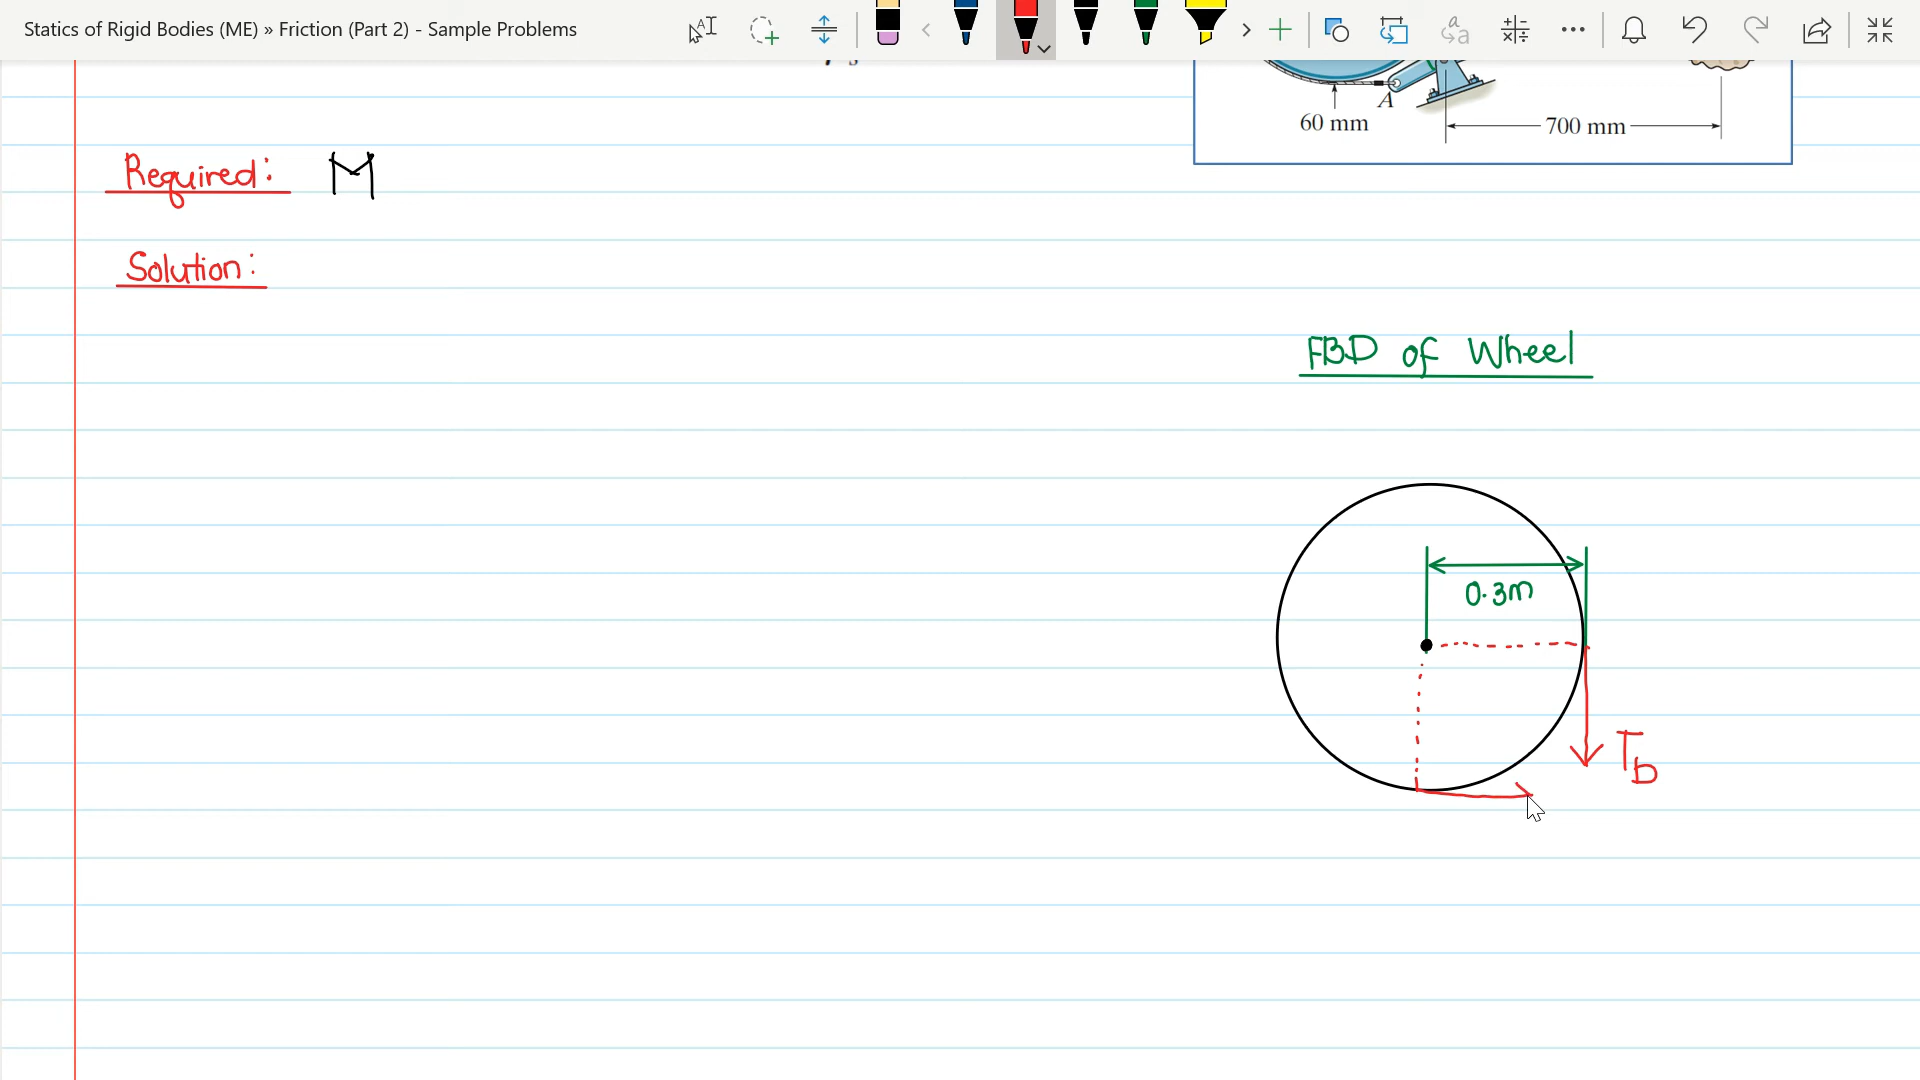 Statics of Rigid Bodies (ME) » Friction (Part 2) - Sample Problems
A
60 mm
700 mm
Required: M
Solution:
FBD of Wheel
0.3m
Tb